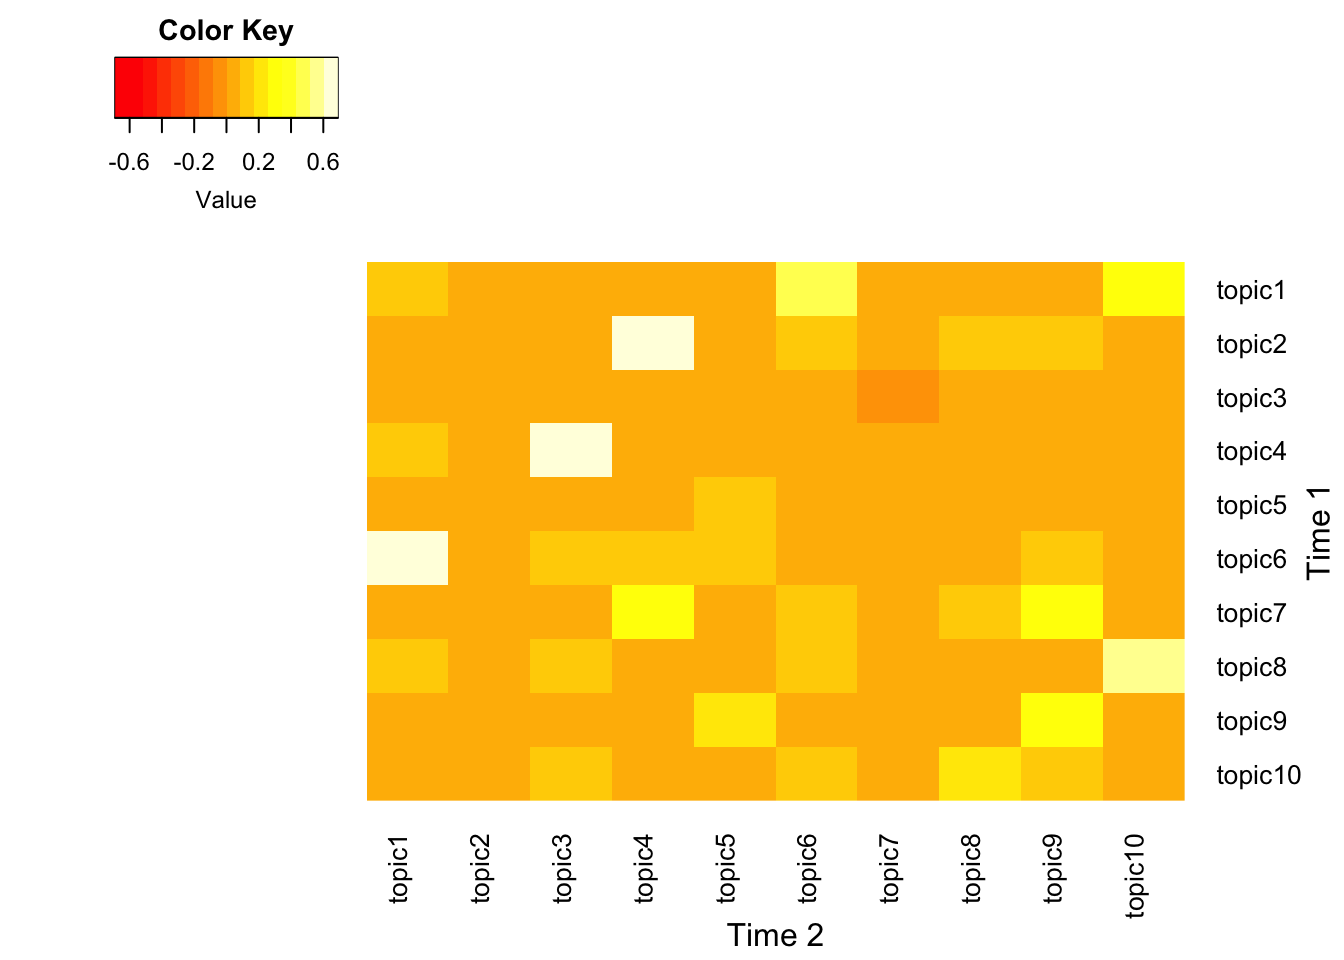 Color Key
-0.6 -0.2 0.2 0.6
Value
topic1
topic2
topic3
topic4
topic5
topic6
topic7
topic8
topic9
topic10
Time 1
topic1 topic2 topic3 topic4 topic5 topic6 topic7 topic8 topic9 topic10
Time 2